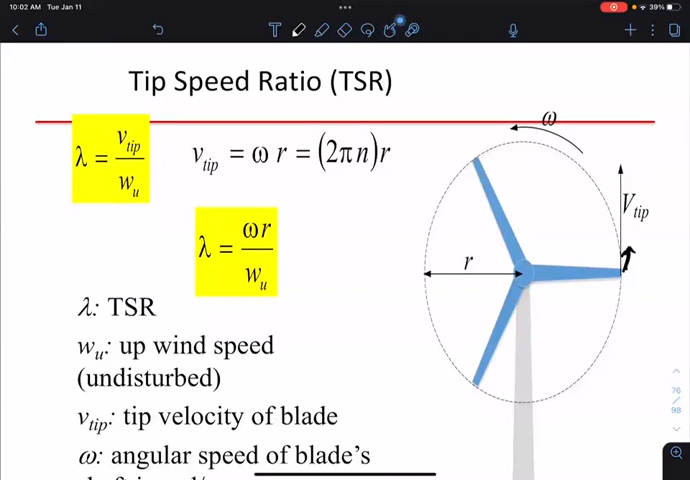 10:02 AM Tue Jan 11
39%
Tip Speed Ratio (TSR)
λ = v_tip / w_u
v_tip = ω r = (2π n) r
λ = ω r / w_u
λ: TSR
w_u: up wind speed
(undisturbed)
v_tip: tip velocity of blade
ω: angular speed of blade's
ω
V_tip
r
76
/
98